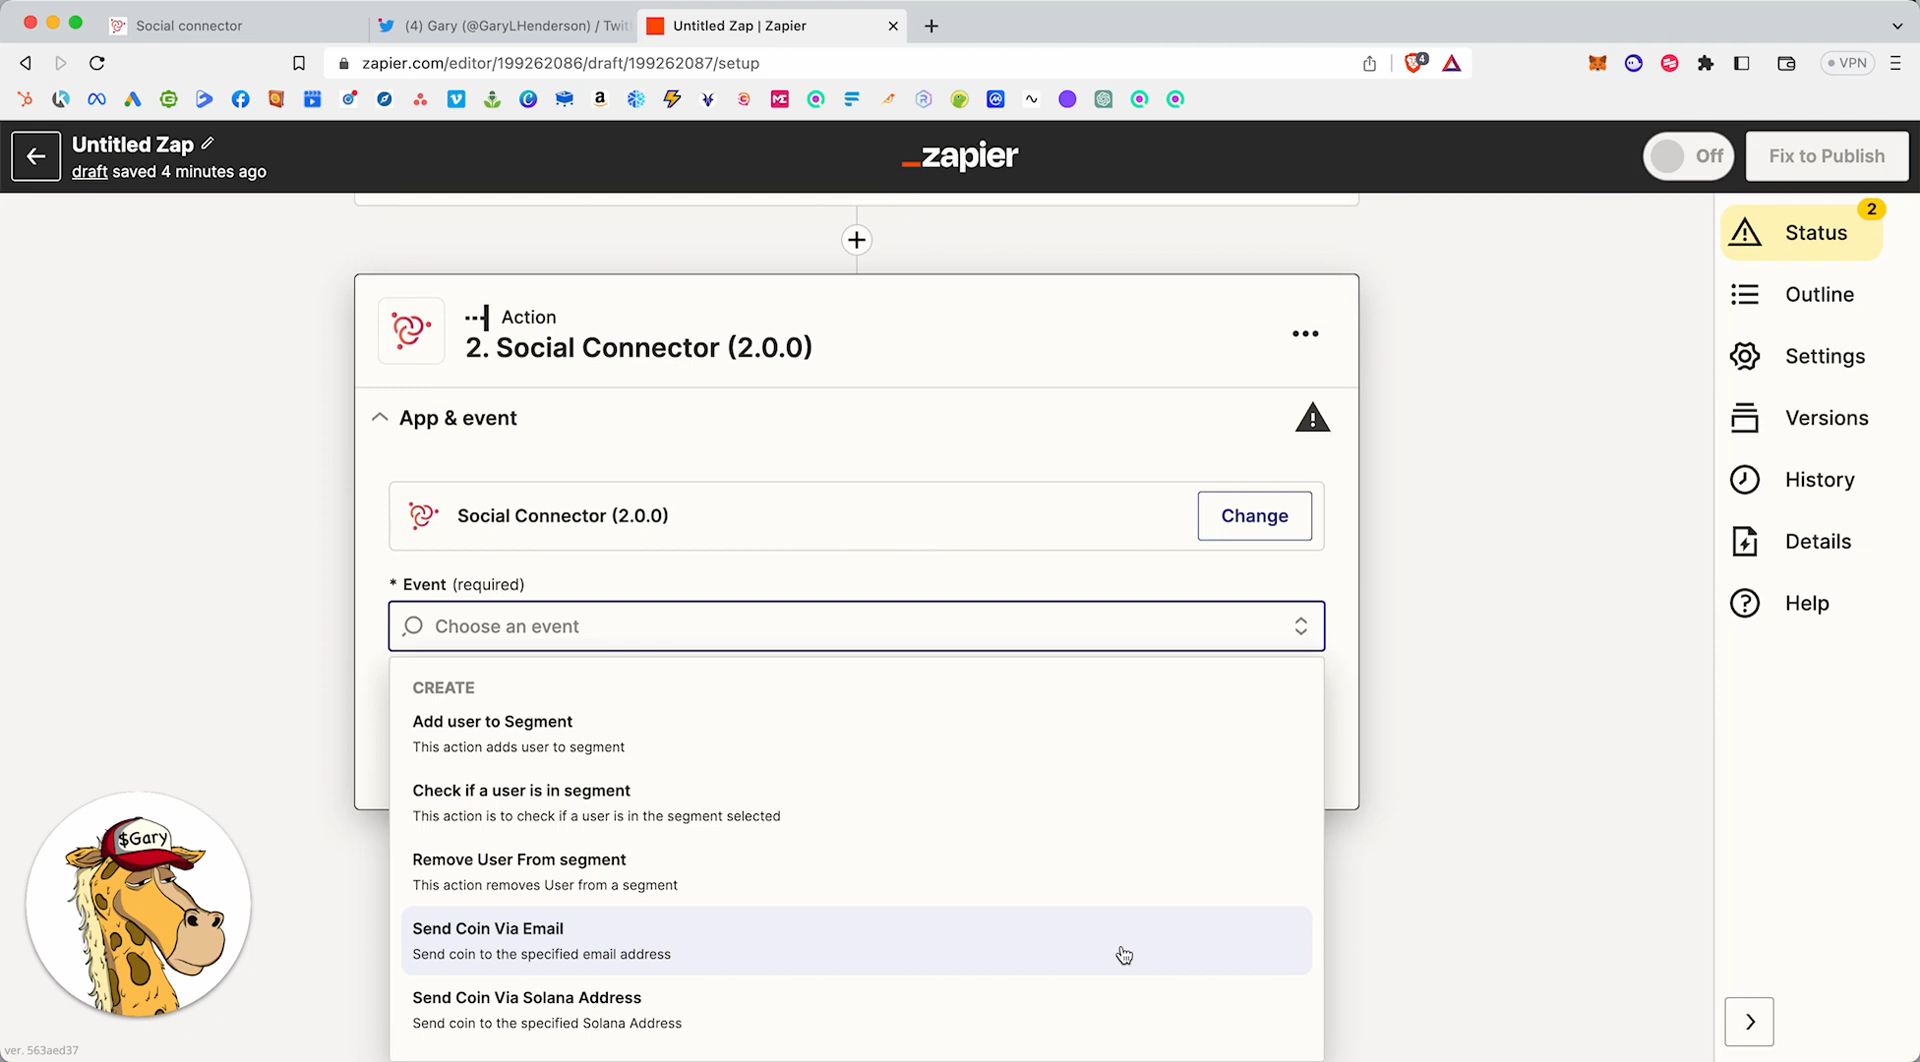 Social connector
(4) Gary (@GaryLHenderson) / Twit
Untitled Zap | Zapier
zapier.com/editor/199262086/draft/199262087/setup
4
VPN
Untitled Zap
draft saved 4 minutes ago
zapier
Off
Fix to Publish
2
Status
Outline
Settings
Versions
History
Details
Help
Action
2. Social Connector (2.0.0)
App & event
Social Connector (2.0.0)
Change
* Event (required)
Choose an event
CREATE
Add user to Segment
This action adds user to segment
Check if a user is in segment
This action is to check if a user is in the segment selected
Remove User From segment
This action removes User from a segment
Send Coin Via Email
Send coin to the specified email address
Send Coin Via Solana Address
Send coin to the specified Solana Address
$Gary
ver. 563aed37